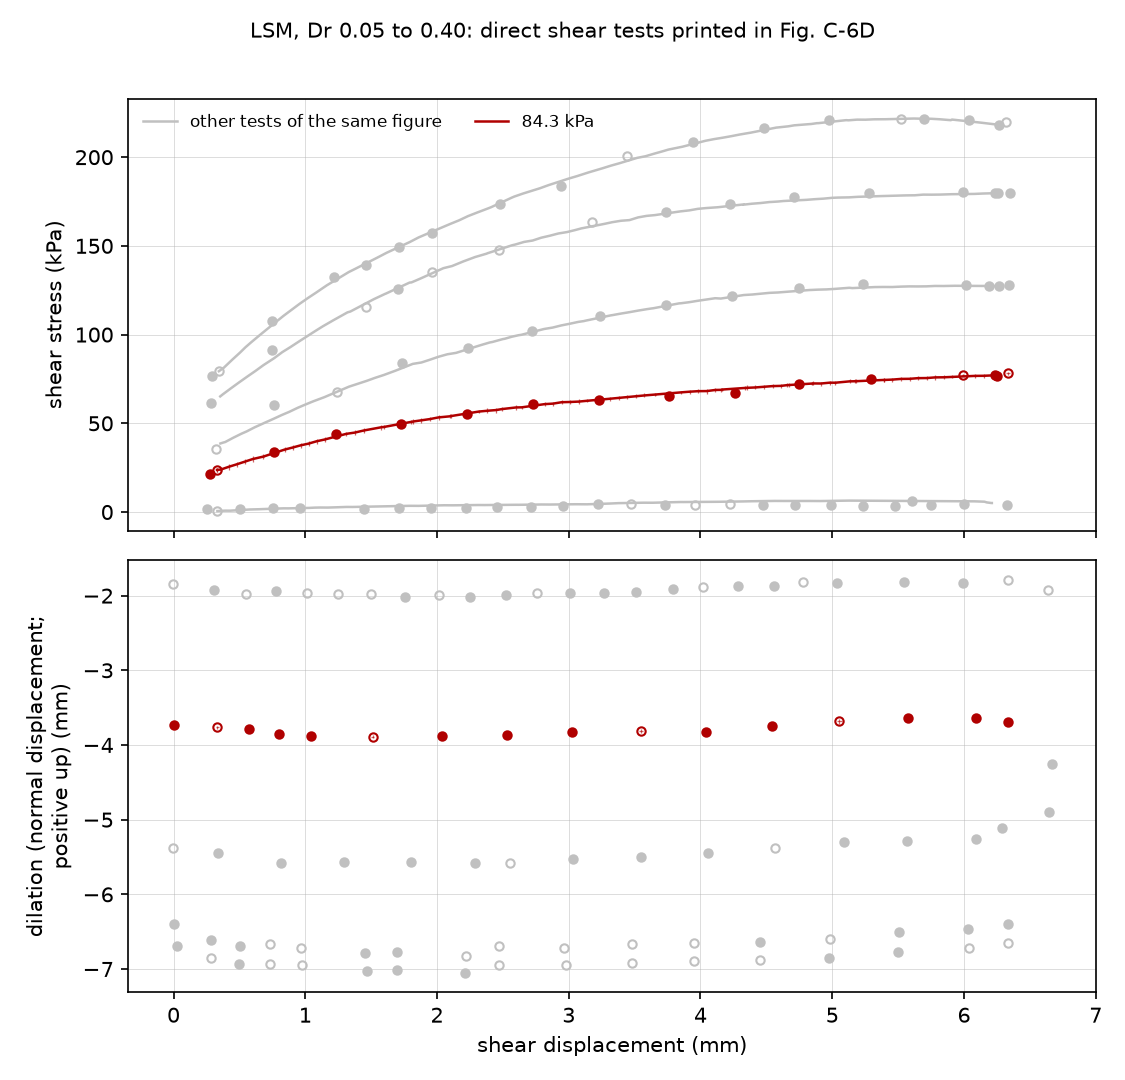 LSM, Dr 0.05 to 0.40: direct shear tests printed in Fig. C-6D
other tests of the same figure
84.3 kPa
shear stress (kPa)
200
150
100
50
0
dilation (normal displacement;
positive up) (mm)
−2
−3
−4
−5
−6
−7
0 1 2 3 4 5 6 7
shear displacement (mm)